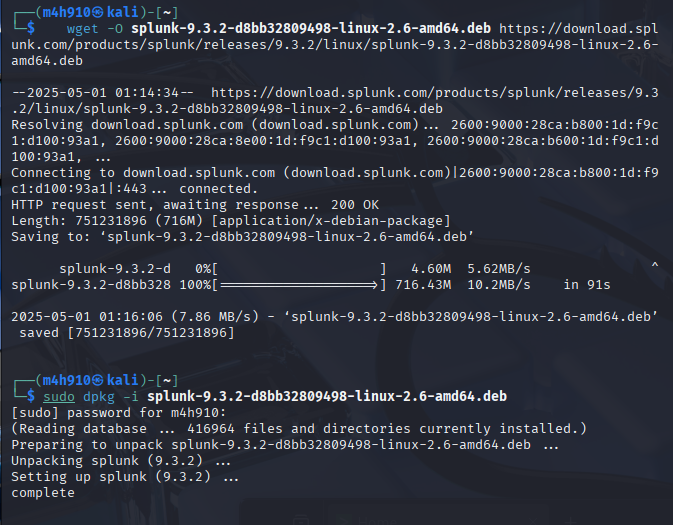 ┌──(m4h910㉿kali)-[~]
└─$ wget -O splunk-9.3.2-d8bb32809498-linux-2.6-amd64.deb https://download.spl
unk.com/products/splunk/releases/9.3.2/linux/splunk-9.3.2-d8bb32809498-linux-2.6-
amd64.deb
--2025-05-01 01:14:34-- https://download.splunk.com/products/splunk/releases/9.3
.2/linux/splunk-9.3.2-d8bb32809498-linux-2.6-amd64.deb
Resolving download.splunk.com (download.splunk.com)... 2600:9000:28ca:b800:1d:f9c
1:d100:93a1, 2600:9000:28ca:8e00:1d:f9c1:d100:93a1, 2600:9000:28ca:b600:1d:f9c1:d
100:93a1, ...
Connecting to download.splunk.com (download.splunk.com)|2600:9000:28ca:b800:1d:f9
c1:d100:93a1|:443... connected.
HTTP request sent, awaiting response... 200 OK
Length: 751231896 (716M) [application/x-debian-package]
Saving to: ‘splunk-9.3.2-d8bb32809498-linux-2.6-amd64.deb’
splunk-9.3.2-d 0%[ ] 4.60M 5.62MB/s ^
splunk-9.3.2-d8bb328 100%[===================>] 716.43M 10.2MB/s in 91s
2025-05-01 01:16:06 (7.86 MB/s) - ‘splunk-9.3.2-d8bb32809498-linux-2.6-amd64.deb’
saved [751231896/751231896]
┌──(m4h910㉿kali)-[~]
└─$ sudo dpkg -i splunk-9.3.2-d8bb32809498-linux-2.6-amd64.deb
[sudo] password for m4h910:
(Reading database ... 416964 files and directories currently installed.)
Preparing to unpack splunk-9.3.2-d8bb32809498-linux-2.6-amd64.deb ...
Unpacking splunk (9.3.2) ...
Setting up splunk (9.3.2) ...
complete